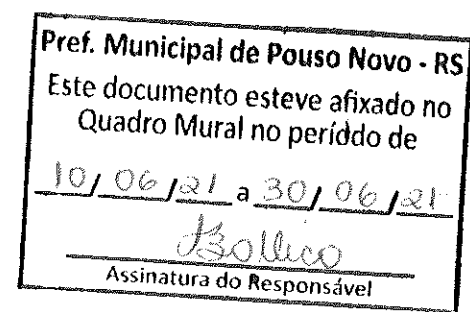 Pref. Municipal de Pouso Novo - RS
Este documento esteve afixado no
Quadro Mural no período de
10/ 06 /21 a 30/ 06 /21
Assinatura do Responsável